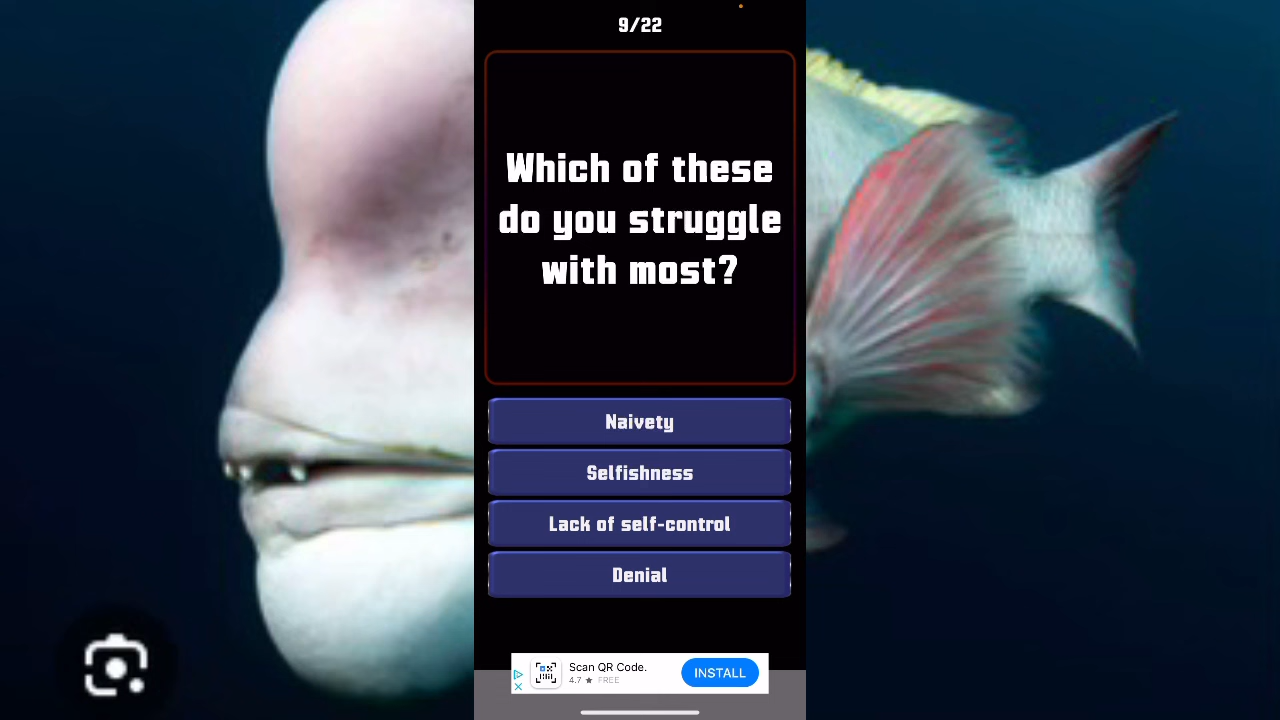 9/22
Which of these
do you struggle
with most?
Naivety
Selfishness
Lack of self-control
Denial
Scan QR Code.
4.7 ★ FREE
INSTALL